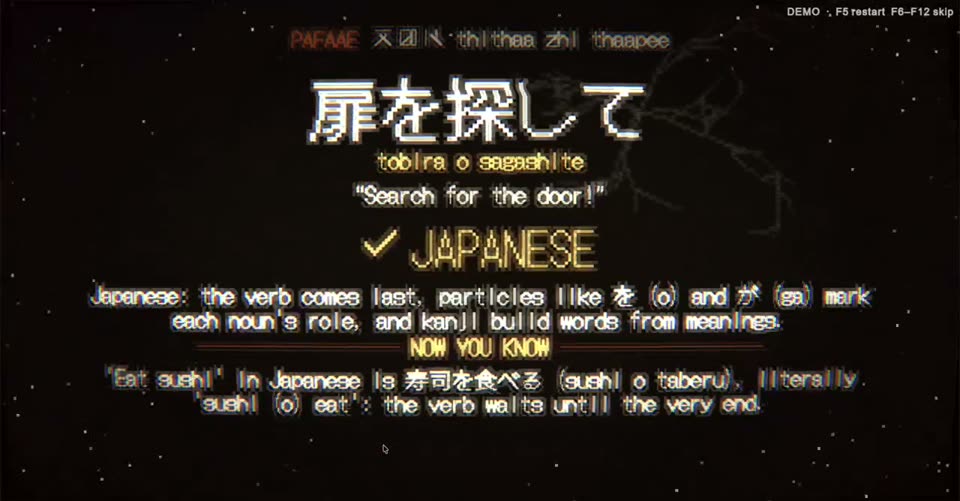 DEMO · F5 restart F6–F12 skip
PAFAAE thithaa zhi thaapee
扉を探して
tobira o sagashite
"Search for the door!"
✓ JAPANESE
Japanese: the verb comes last, particles like を (o) and が (ga) mark
each noun's role, and kanji build words from meanings.
NOW YOU KNOW
'Eat sushi' in Japanese is 寿司を食べる (sushi o taberu), literally
'sushi (o) eat': the verb waits until the very end.